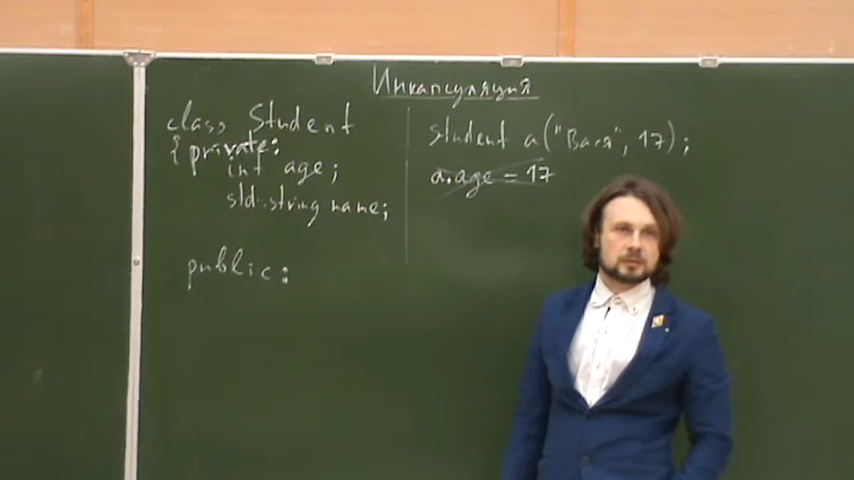 Инкапсуляция
class Student
{ private:
int age;
std::string name;
public:
student a("Вася", 17);
a.age = 17